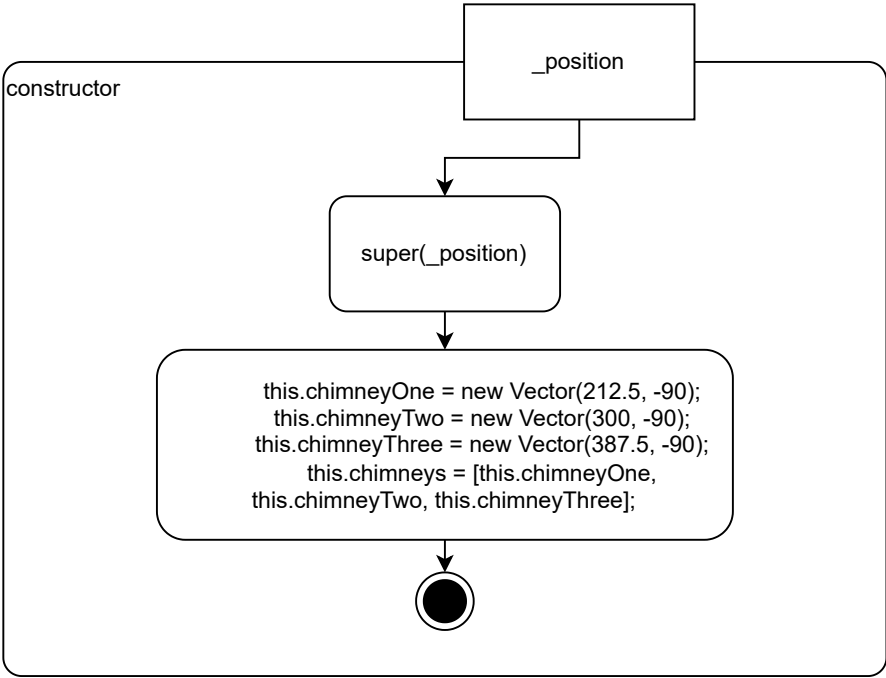 _position
constructor
super(_position)
this.chimneyOne = new Vector(212.5, -90);
this.chimneyTwo = new Vector(300, -90);
this.chimneyThree = new Vector(387.5, -90);
this.chimneys = [this.chimneyOne,
this.chimneyTwo, this.chimneyThree];